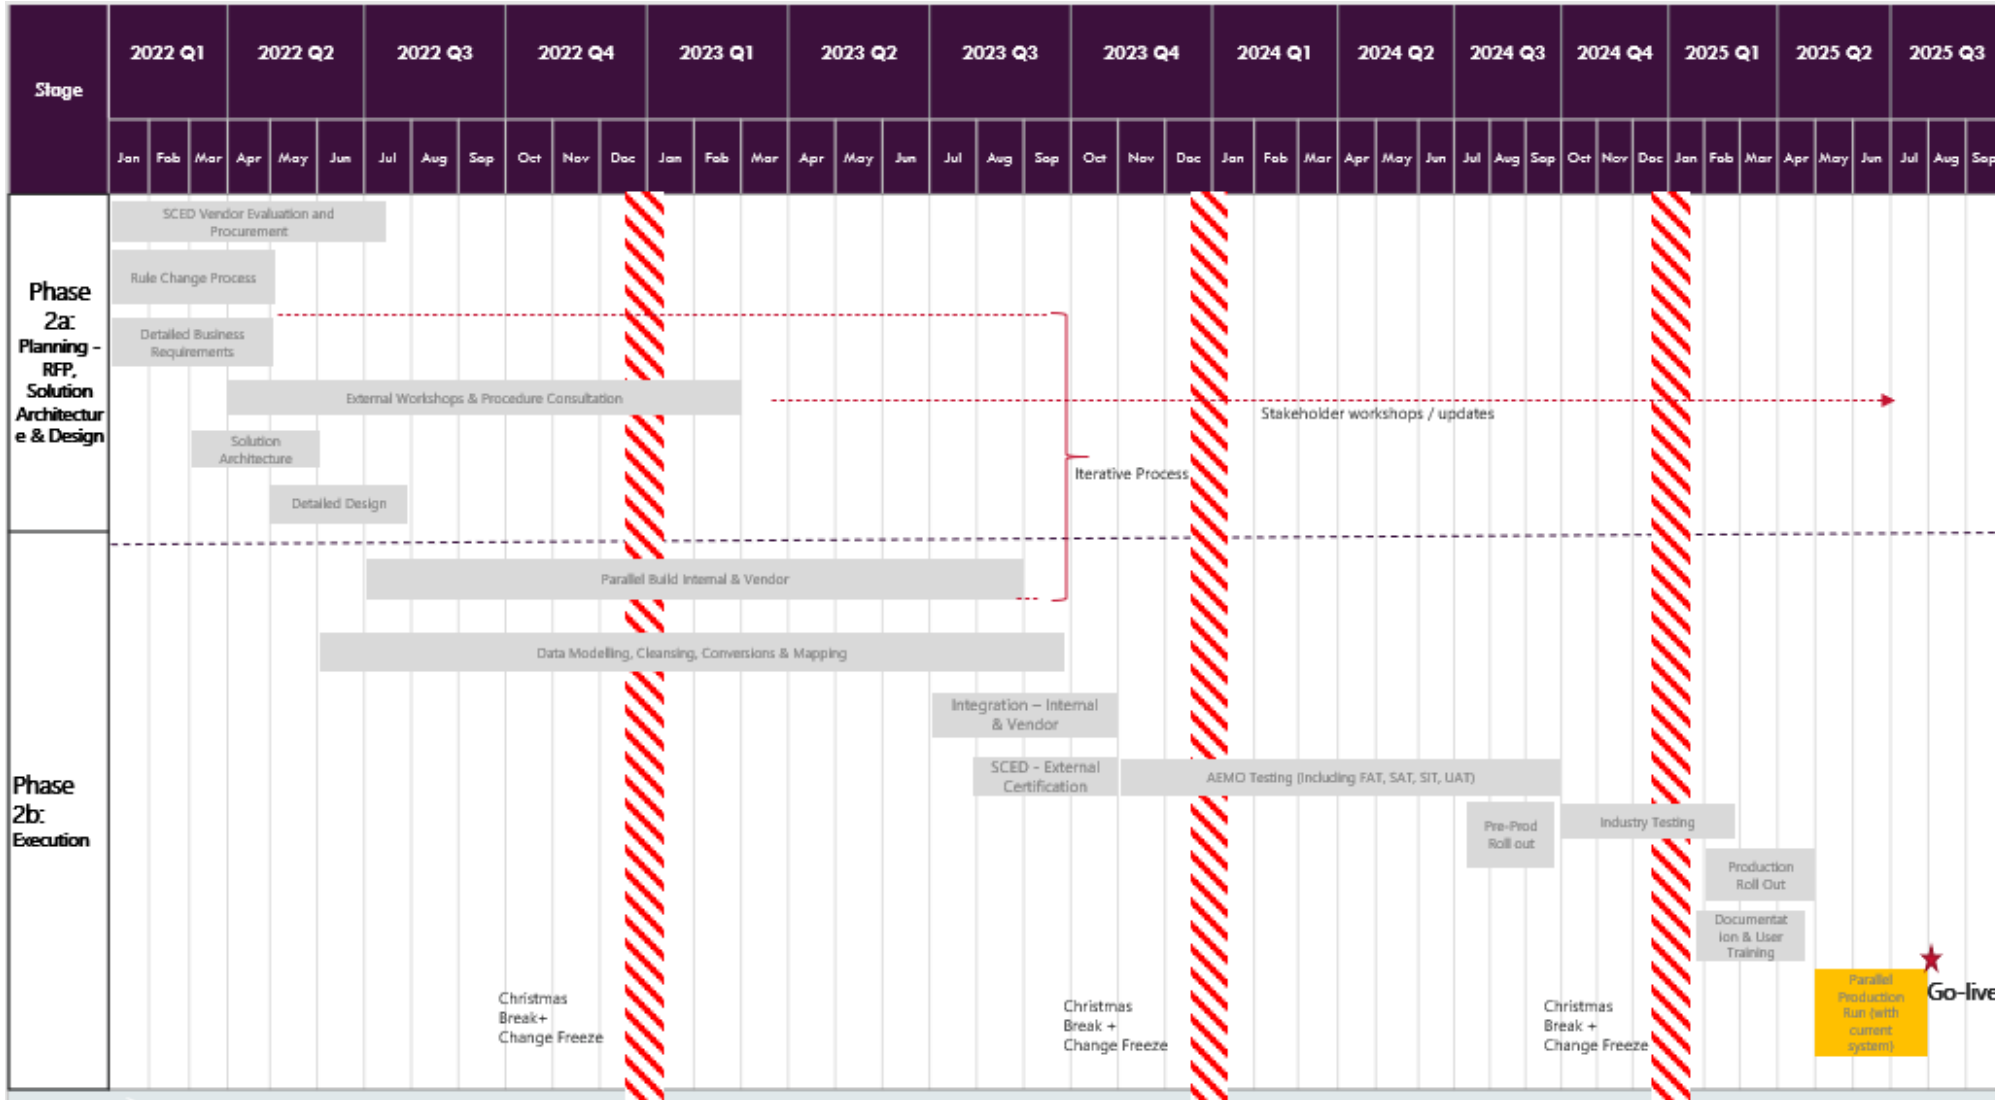 Stage
2022 Q1 2022 Q2 2022 Q3 2022 Q4 2023 Q1 2023 Q2 2023 Q3 2023 Q4 2024 Q1 2024 Q2 2024 Q3 2024 Q4 2025 Q1 2025 Q2 2025 Q3
Jan Feb Mar Apr May Jun Jul Aug Sep Oct Nov Dec Jan Feb Mar Apr May Jun Jul Aug Sep Oct Nov Dec Jan Feb Mar Apr May Jun Jul Aug Sep Oct Nov Dec Jan Feb Mar Apr May Jun Jul Aug Sep
Phase
2a:
Planning –
RFP,
Solution
Architectur
e & Design
SCED Vendor Evaluation and
Procurement
Rule Change Process
Detailed Business
Requirements
External Workshops & Procedure Consultation
Stakeholder workshops / updates
Solution
Architecture
Iterative Process
Detailed Design
Phase
2b:
Execution
Parallel Build Internal & Vendor
Data Modelling, Cleansing, Conversions & Mapping
Integration – Internal
& Vendor
SCED - External
Certification
AEMO Testing (Including FAT, SAT, SIT, UAT)
Pre-Prod
Roll out
Industry Testing
Production
Roll Out
Documentat
ion & User
Training
Parallel
Production
Run (with
current
system)
Go-live
Christmas
Break+
Change Freeze
Christmas
Break +
Change Freeze
Christmas
Break +
Change Freeze